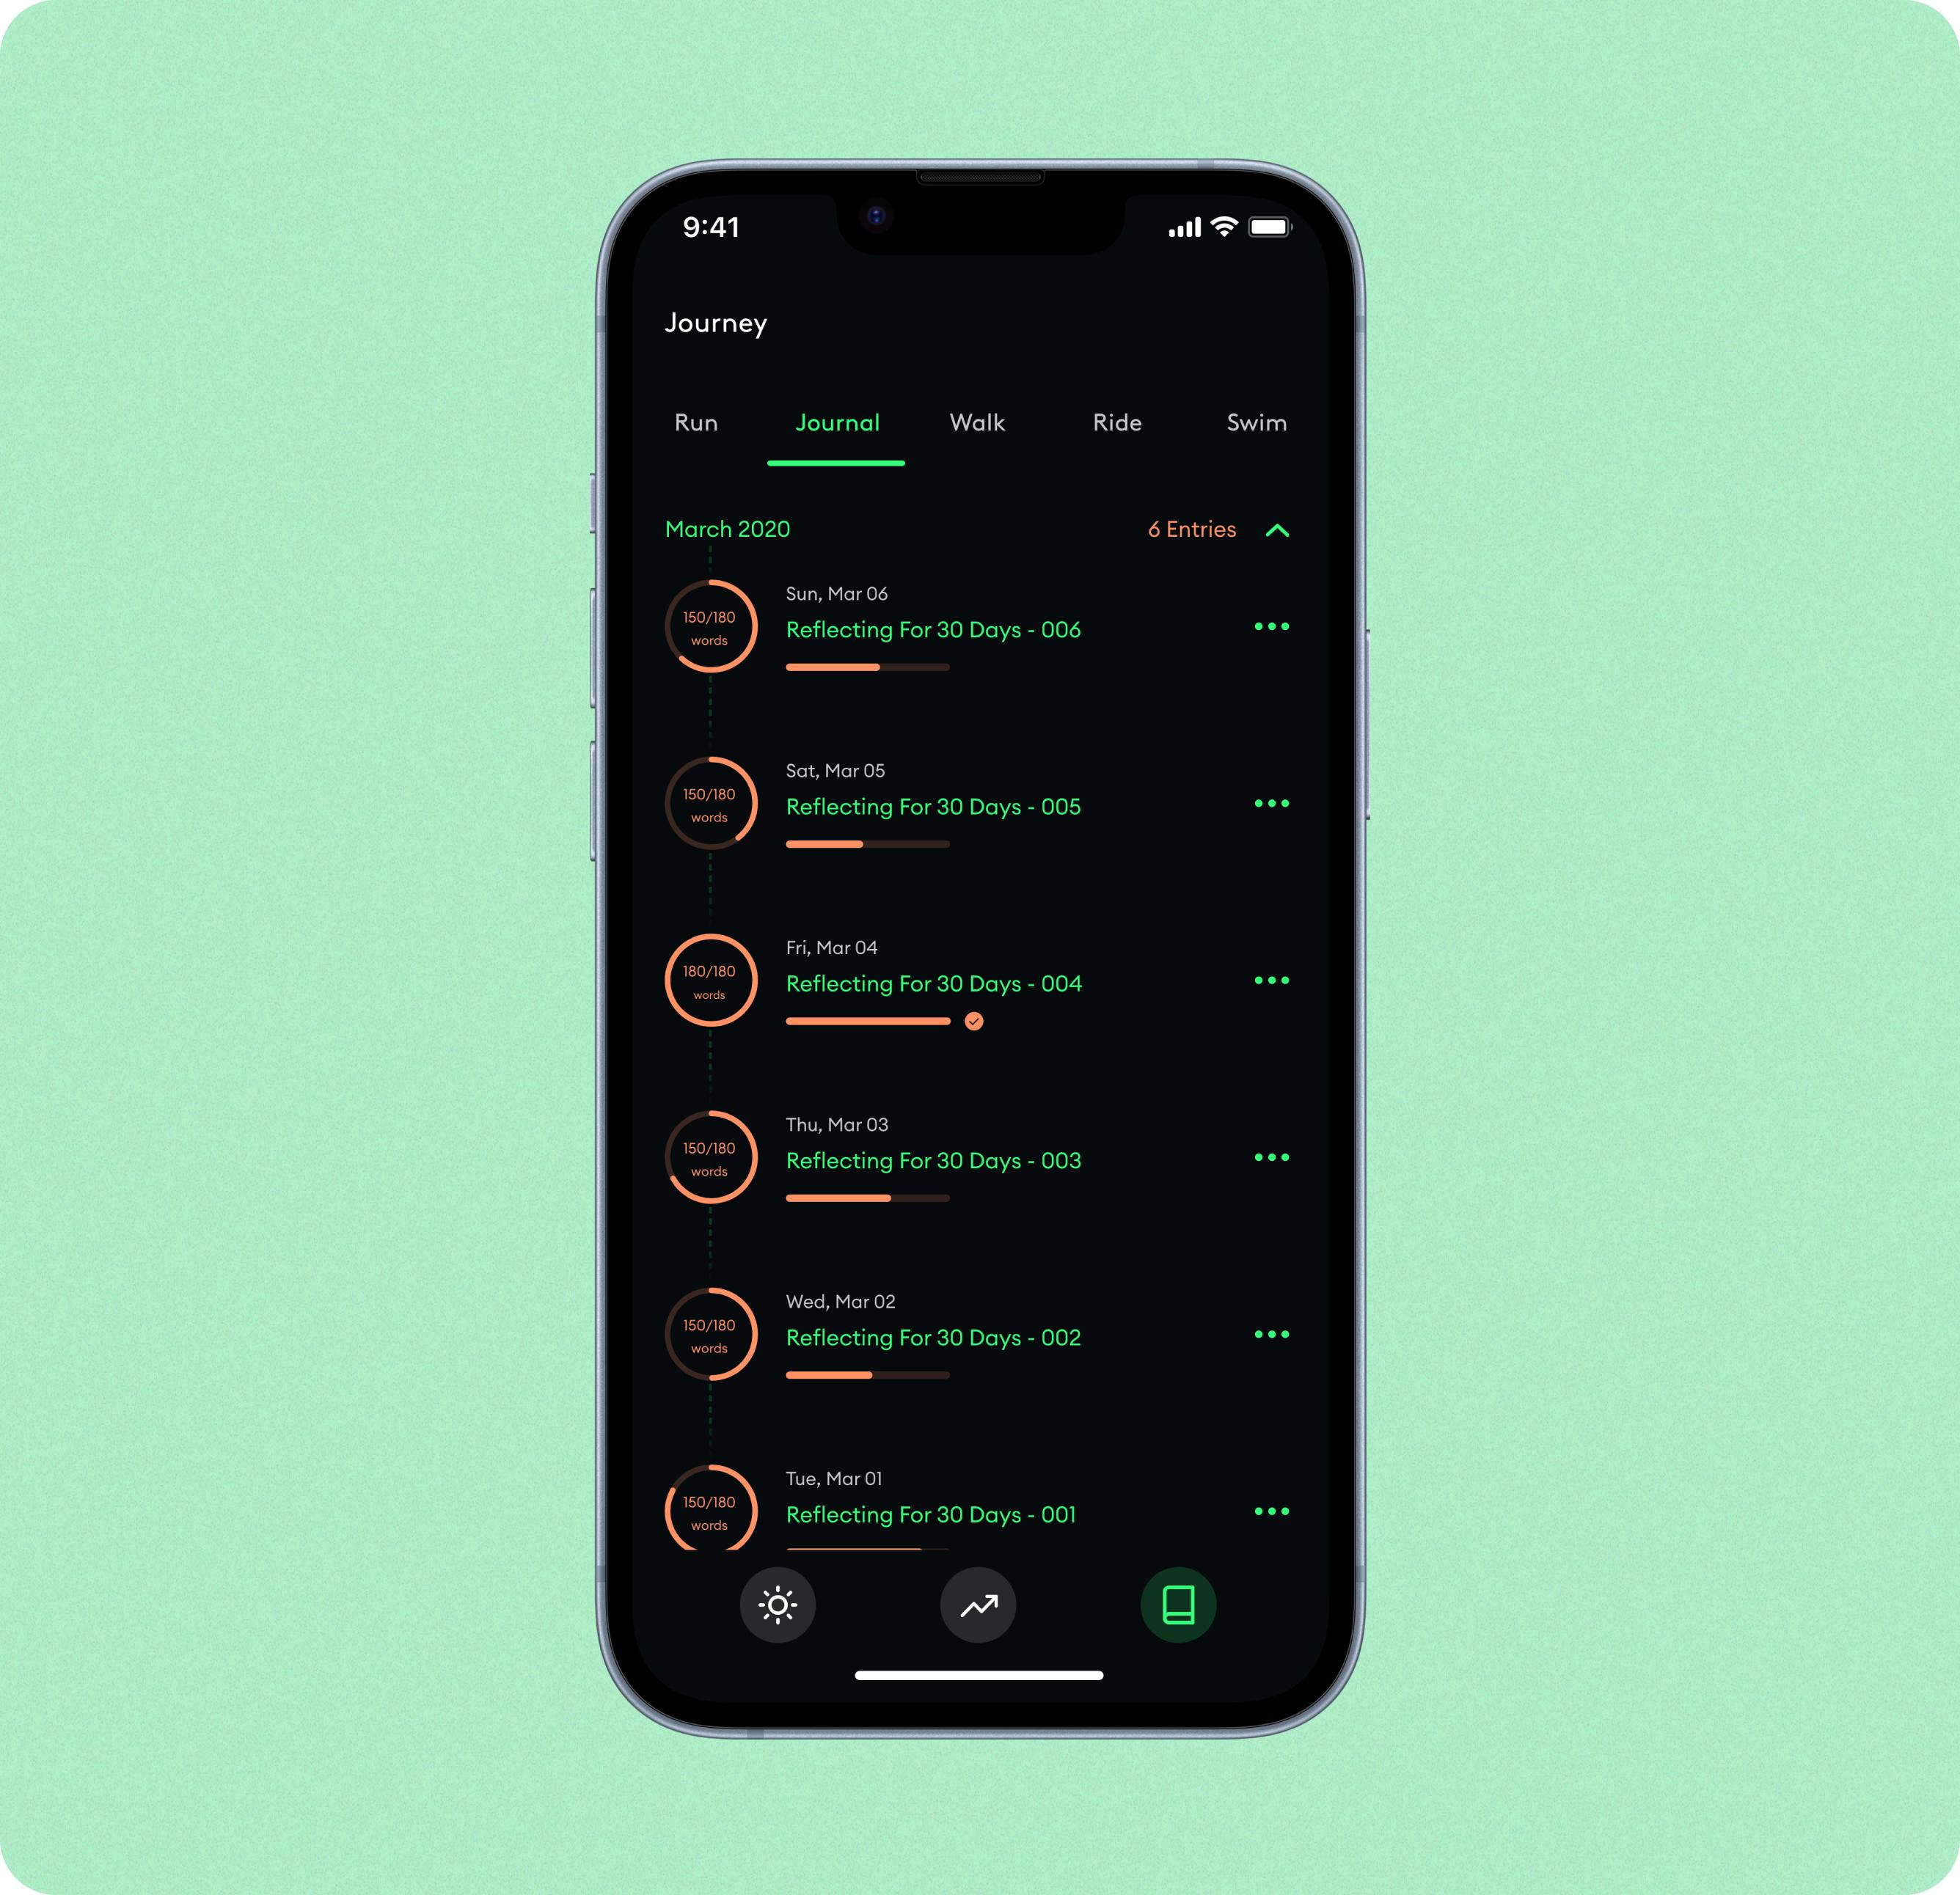 9:41
Journey
Run Journal Walk Ride Swim
March 2020 6 Entries
150/180
words
Sun, Mar 06
Reflecting For 30 Days - 006
150/180
words
Sat, Mar 05
Reflecting For 30 Days - 005
180/180
words
Fri, Mar 04
Reflecting For 30 Days - 004
150/180
words
Thu, Mar 03
Reflecting For 30 Days - 003
150/180
words
Wed, Mar 02
Reflecting For 30 Days - 002
150/180
words
Tue, Mar 01
Reflecting For 30 Days - 001